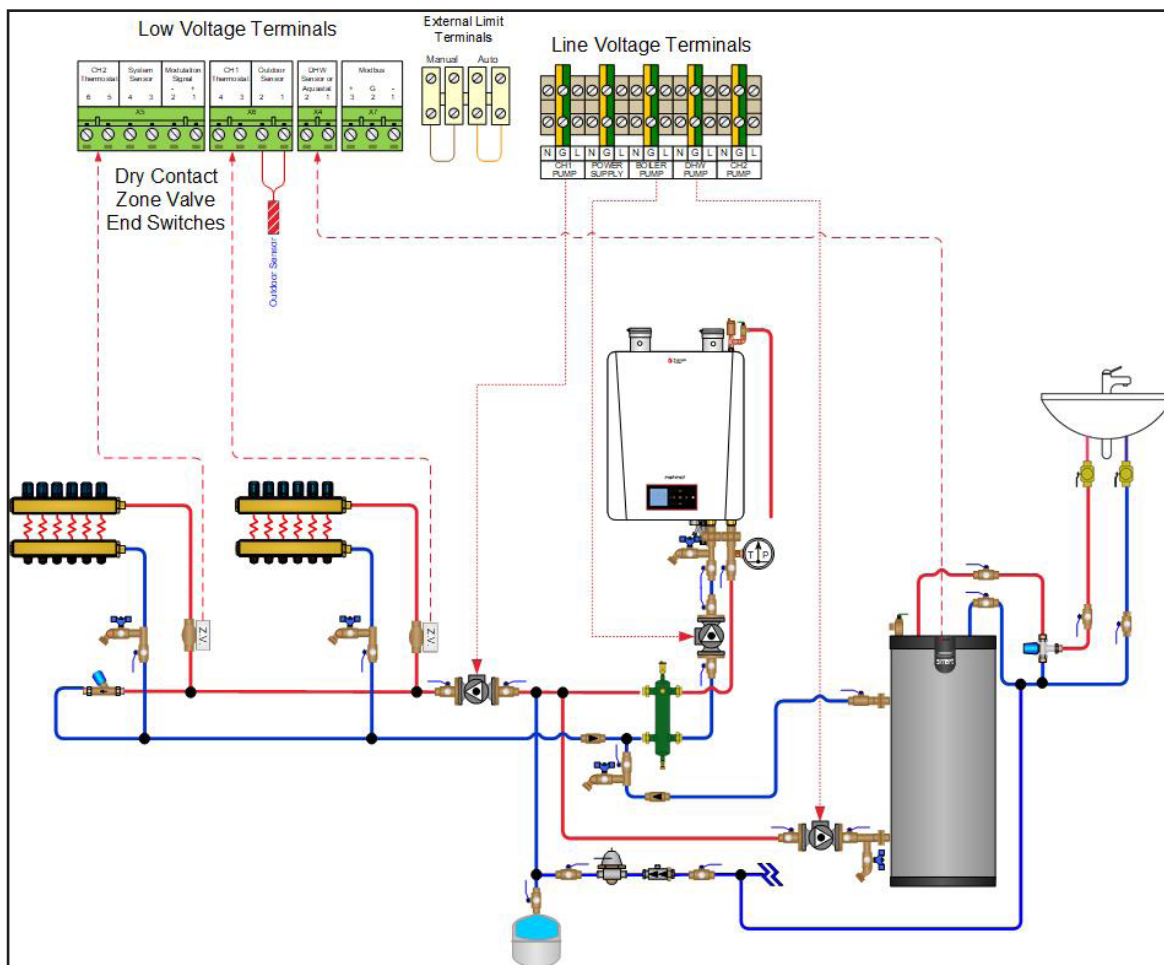 Low Voltage Terminals
External Limit
Terminals
Line Voltage Terminals
CH2
Thermostat
System
Sensor
Modulation
Signal
- +
6 5 4 3 2 1
X5
CH1
Thermostat
Outdoor
Sensor
4 3 2 1
X6
DHW
Sensor or
Aquastat
2 1
X4
Modbus
+ G -
3 2 1
X7
Manual Auto
N G L N G L N G L N G L N G L
CH1
PUMP
POWER
SUPPLY
BOILER
PUMP
DHW
PUMP
CH2
PUMP
Dry Contact
Zone Valve
End Switches
Outdoor Sensor
Z.V.
Z.V.
T P
SMART